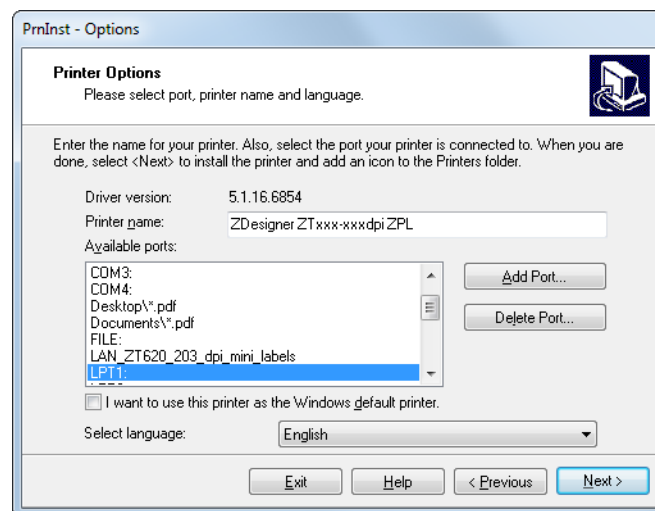 PrnInst - Options
Printer Options
Please select port, printer name and language.
Enter the name for your printer. Also, select the port your printer is connected to. When you are
done, select <Next> to install the printer and add an icon to the Printers folder.
Driver version: 5.1.16.6854
Printer name: ZDesigner ZTxxx-xxxdpi ZPL
Available ports:
COM3:
COM4:
Desktop\*.pdf
Add Port...
Documents\*.pdf
FILE:
Delete Port...
LAN_ZT620_203_dpi_mini_labels
LPT1:
I want to use this printer as the Windows default printer.
Select language: English
Exit Help < Previous Next >